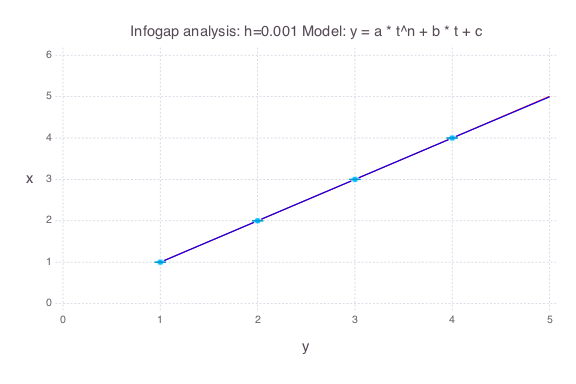 Infogap analysis: h=0.001 Model: y = a * t^n + b * t + c
6
5
4
x
3
2
1
0
0 1 2 3 4 5
y